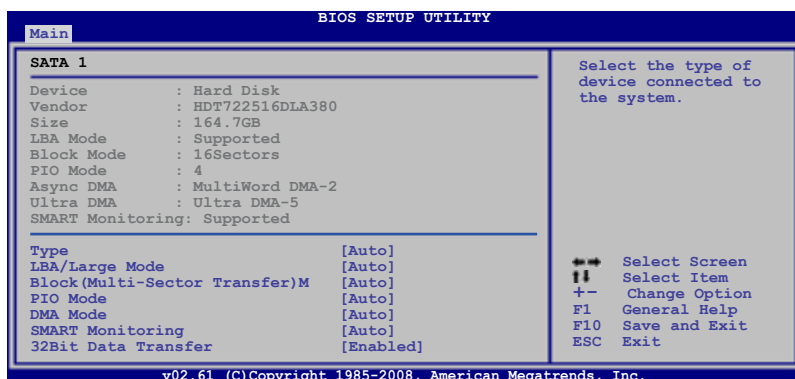 BIOS SETUP UTILITY
Main
SATA 1
Device : Hard Disk
Vendor : HDT722516DLA380
Size : 164.7GB
LBA Mode : Supported
Block Mode : 16Sectors
PIO Mode : 4
Async DMA : MultiWord DMA-2
Ultra DMA : Ultra DMA-5
SMART Monitoring: Supported
Type [Auto]
LBA/Large Mode [Auto]
Block(Multi-Sector Transfer)M [Auto]
PIO Mode [Auto]
DMA Mode [Auto]
SMART Monitoring [Auto]
32Bit Data Transfer [Enabled]
Select the type of
device connected to
the system.
Select Screen
Select Item
+- Change Option
F1 General Help
F10 Save and Exit
ESC Exit
v02.61 (C)Copyright 1985-2008, American Megatrends, Inc.